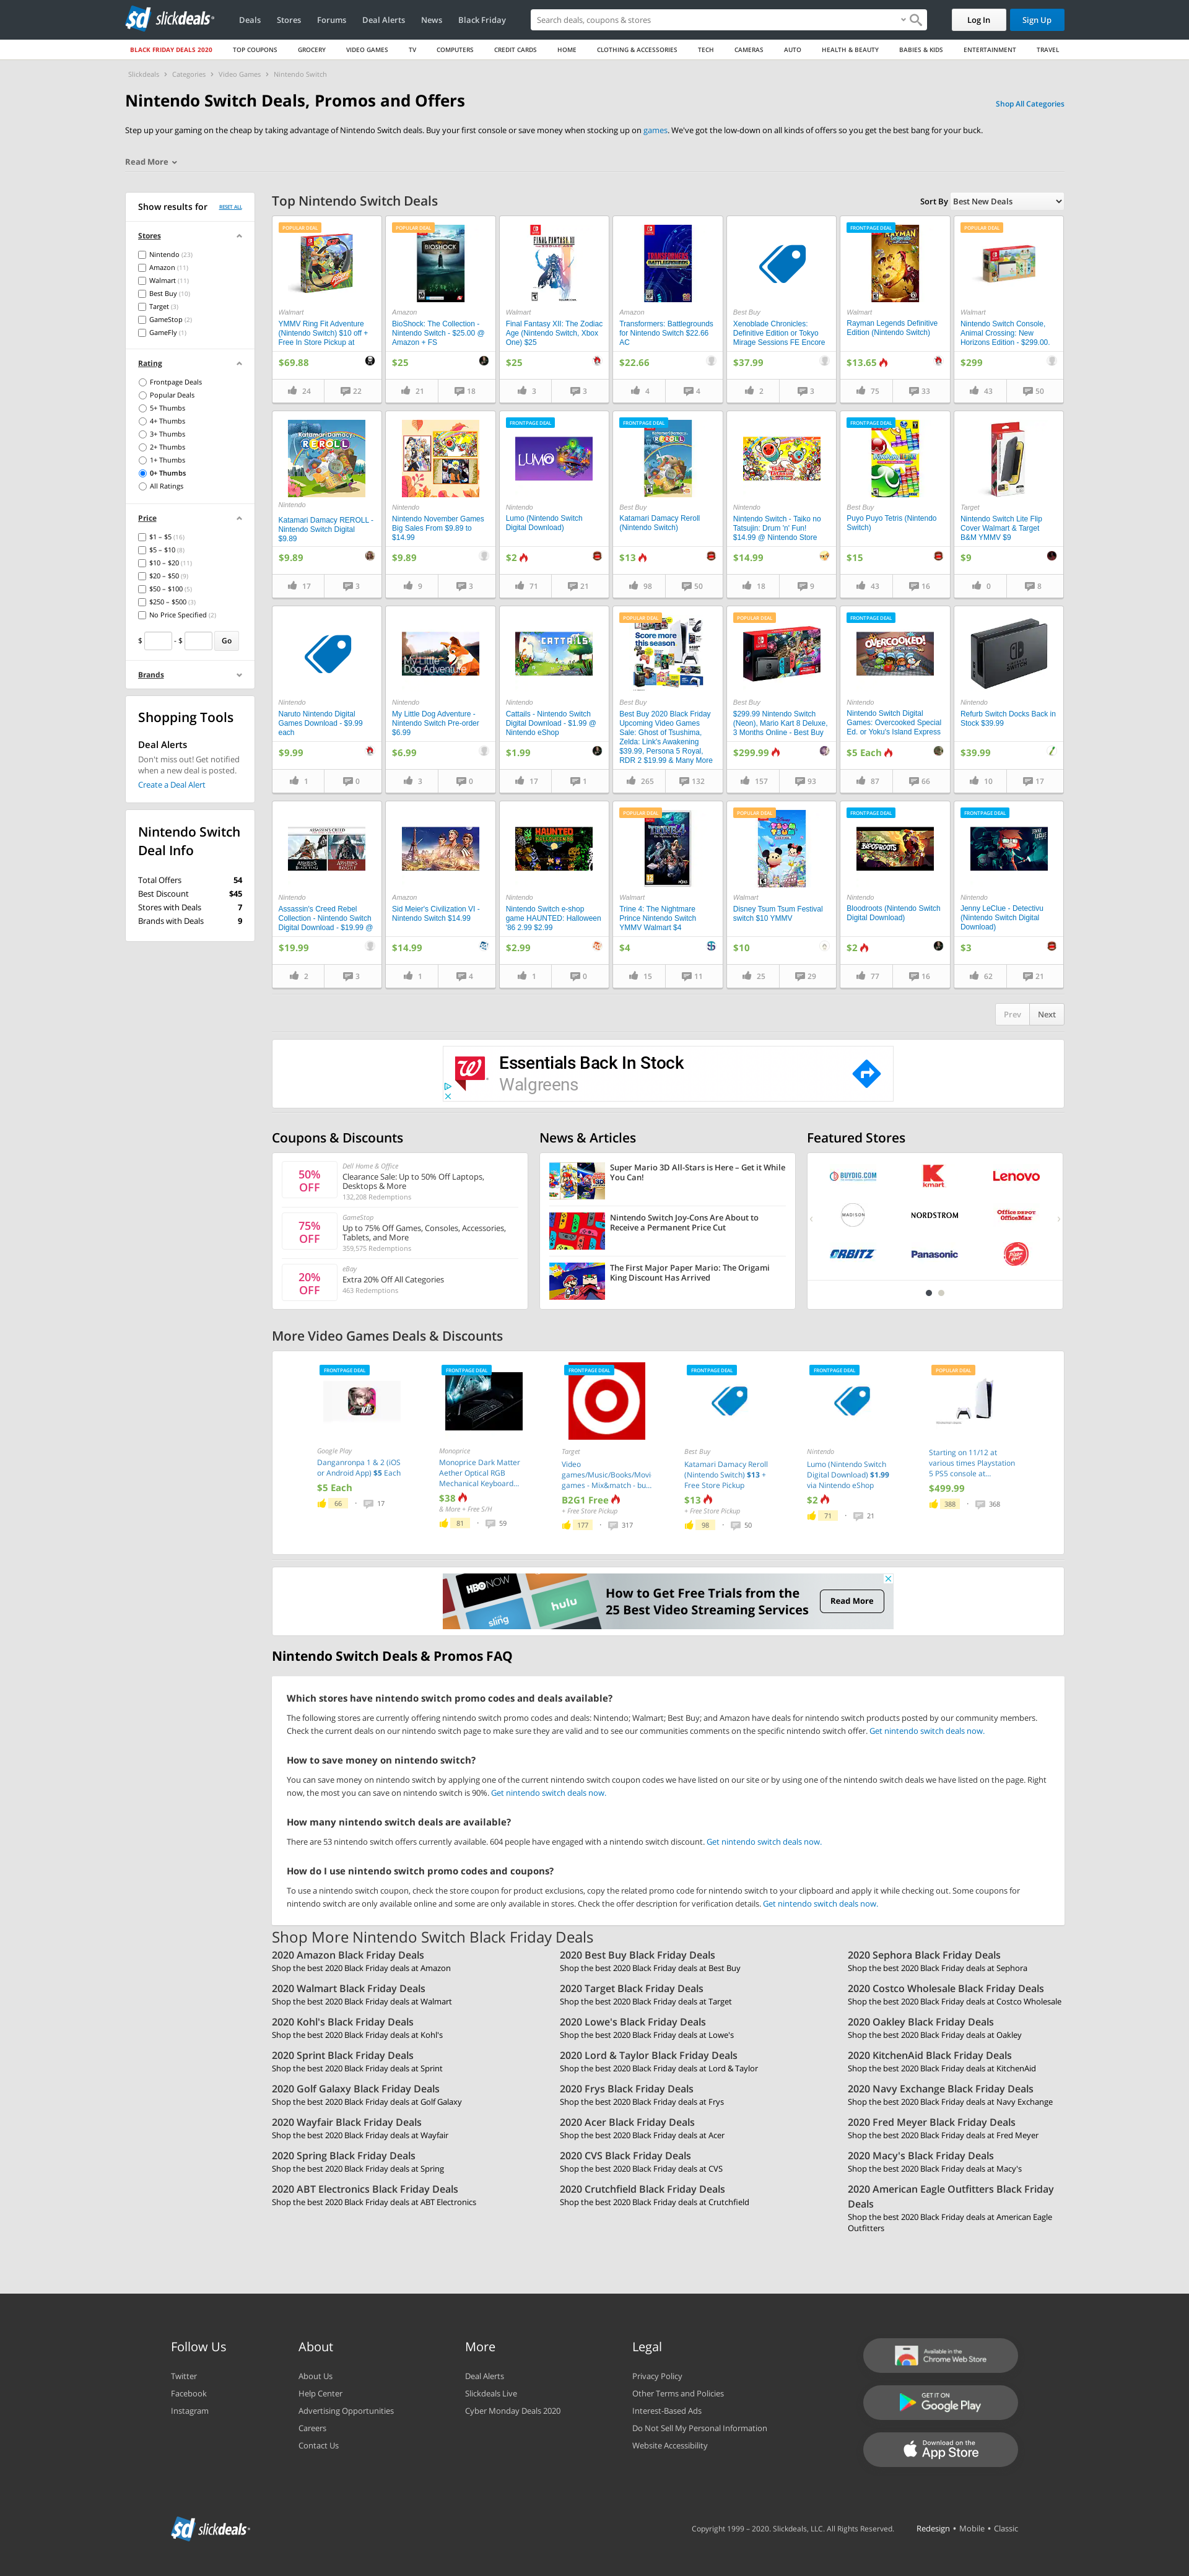 slickdeals
Deals
Stores
Forums
Deal Alerts
News
Black Friday
Search deals, coupons & stores
Log In
Sign Up
BLACK FRIDAY DEALS 2020
TOP COUPONS
GROCERY
VIDEO GAMES
TV
COMPUTERS
CREDIT CARDS
HOME
CLOTHING & ACCESSORIES
TECH
CAMERAS
AUTO
HEALTH & BEAUTY
BABIES & KIDS
ENTERTAINMENT
TRAVEL
Slickdeals › Categories › Video Games › Nintendo Switch
Nintendo Switch Deals, Promos and Offers
Shop All Categories
Step up your gaming on the cheap by taking advantage of Nintendo Switch deals. Buy your first console or save money when stocking up on games. We've got the low-down on all kinds of offers so you get the best bang for your buck.
Read More
Show results for
RESET ALL
Stores
Nintendo (23)
Amazon (11)
Walmart (11)
Best Buy (10)
Target (3)
GameStop (2)
GameFly (1)
Rating
Frontpage Deals
Popular Deals
5+ Thumbs
4+ Thumbs
3+ Thumbs
2+ Thumbs
1+ Thumbs
0+ Thumbs
All Ratings
Price
$1 – $5 (16)
$5 – $10 (8)
$10 – $20 (11)
$20 – $50 (9)
$50 – $100 (5)
$250 – $500 (3)
No Price Specified (2)
$ - $ Go
Brands
Shopping Tools
Deal Alerts
Don't miss out! Get notified
when a new deal is posted.
Create a Deal Alert
Nintendo Switch
Deal Info
Total Offers 54
Best Discount $45
Stores with Deals 7
Brands with Deals 9
Top Nintendo Switch Deals
Sort By Best New Deals
POPULAR DEAL
Walmart
YMMV Ring Fit Adventure
(Nintendo Switch) $10 off +
Free In Store Pickup at
$69.88
24 22
POPULAR DEAL
BIOSHOCK
Amazon
BioShock: The Collection -
Nintendo Switch - $25.00 @
Amazon + FS
$25
21 18
FINAL FANTASY XII
Walmart
Final Fantasy XII: The Zodiac
Age (Nintendo Switch, Xbox
One) $25
$25
3 3
TRANSFORMERS
BATTLEGROUNDS
Amazon
Transformers: Battlegrounds
for Nintendo Switch $22.66
AC
$22.66
4 4
Best Buy
Xenoblade Chronicles:
Definitive Edition or Tokyo
Mirage Sessions FE Encore
$37.99
2 3
FRONTPAGE DEAL
RAYMAN
Walmart
Rayman Legends Definitive
Edition (Nintendo Switch)
$13.65
75 33
POPULAR DEAL
Walmart
Nintendo Switch Console,
Animal Crossing: New
Horizons Edition - $299.00.
$299
43 50
Katamari Damacy
REROLL
Nintendo
Katamari Damacy REROLL -
Nintendo Switch Digital
$9.89
$9.89
17 3
Nintendo
Nintendo November Games
Big Sales From $9.89 to
$14.99
$9.89
9 3
FRONTPAGE DEAL
LUMO
Nintendo
Lumo (Nintendo Switch
Digital Download)
$2
71 21
FRONTPAGE DEAL
REROLL
Best Buy
Katamari Damacy Reroll
(Nintendo Switch)
$13
98 50
Nintendo
Nintendo Switch - Taiko no
Tatsujin: Drum 'n' Fun!
$14.99 @ Nintendo Store
$14.99
18 9
FRONTPAGE DEAL
Best Buy
Puyo Puyo Tetris (Nintendo
Switch)
$15
43 16
Target
Nintendo Switch Lite Flip
Cover Walmart & Target
B&M YMMV $9
$9
0 8
Nintendo
Naruto Nintendo Digital
Games Download - $9.99
each
$9.99
1 0
My Little
Dog Adventure
Nintendo
My Little Dog Adventure -
Nintendo Switch Pre-order
$6.99
$6.99
3 0
CATTAILS
Nintendo
Cattails - Nintendo Switch
Digital Download - $1.99 @
Nintendo eShop
$1.99
17 1
POPULAR DEAL
Score more
this season
Best Buy
Best Buy 2020 Black Friday
Upcoming Video Games
Sale: Ghost of Tsushima,
Zelda: Link's Awakening
$39.99, Persona 5 Royal,
RDR 2 $19.99 & Many More
265 132
POPULAR DEAL
Best Buy
$299.99 Nintendo Switch
(Neon), Mario Kart 8 Deluxe,
3 Months Online - Best Buy
$299.99
157 93
FRONTPAGE DEAL
OVERCOOKED!
Nintendo
Nintendo Switch Digital
Games: Overcooked Special
Ed. or Yoku's Island Express
$5 Each
87 66
Nintendo
Refurb Switch Docks Back in
Stock $39.99
$39.99
10 17
Nintendo
Assassin's Creed Rebel
Collection - Nintendo Switch
Digital Download - $19.99 @
$19.99
2 3
Amazon
Sid Meier's Civilization VI -
Nintendo Switch $14.99
$14.99
1 4
HAUNTED
Nintendo
Nintendo Switch e-shop
game HAUNTED: Halloween
'86 2.99 $2.99
$2.99
1 0
POPULAR DEAL
TRINE 4
Walmart
Trine 4: The Nightmare
Prince Nintendo Switch
YMMV Walmart $4
$4
15 11
POPULAR DEAL
Walmart
Disney Tsum Tsum Festival
switch $10 YMMV
$10
25 29
FRONTPAGE DEAL
BLOODROOTS
Nintendo
Bloodroots (Nintendo Switch
Digital Download)
$2
77 16
FRONTPAGE DEAL
Nintendo
Jenny LeClue - Detectivu
(Nintendo Switch Digital
Download)
$3
62 21
Prev Next
Essentials Back In Stock
Walgreens
Coupons & Discounts
50%
OFF
Dell Home & Office
Clearance Sale: Up to 50% Off Laptops,
Desktops & More
132,208 Redemptions
75%
OFF
GameStop
Up to 75% Off Games, Consoles, Accessories,
Tablets, and More
359,575 Redemptions
20%
OFF
eBay
Extra 20% Off All Categories
463 Redemptions
News & Articles
Super Mario 3D All-Stars is Here – Get it While
You Can!
Nintendo Switch Joy-Cons Are About to
Receive a Permanent Price Cut
The First Major Paper Mario: The Origami
King Discount Has Arrived
Featured Stores
BUYDIG.COM
kmart
Lenovo
MADISON
NORDSTROM
Office DEPOT
OfficeMax
ORBITZ
Panasonic
More Video Games Deals & Discounts
FRONTPAGE DEAL
Google Play
Danganronpa 1 & 2 (iOS
or Android App) $5 Each
$5 Each
66 • 17
FRONTPAGE DEAL
Monoprice
Monoprice Dark Matter
Aether Optical RGB
Mechanical Keyboard...
$38
& More + Free S/H
81 • 59
FRONTPAGE DEAL
Target
Video
games/Music/Books/Movi
games - Mix&match - bu...
B2G1 Free
+ Free Store Pickup
177 • 317
FRONTPAGE DEAL
Best Buy
Katamari Damacy Reroll
(Nintendo Switch) $13 +
Free Store Pickup
$13
+ Free Store Pickup
98 • 50
FRONTPAGE DEAL
Nintendo
Lumo (Nintendo Switch
Digital Download) $1.99
via Nintendo eShop
$2
71 • 21
POPULAR DEAL
Starting on 11/12 at
various times Playstation
5 PS5 console at...
$499.99
388 • 368
HBO NOW
hulu
sling
How to Get Free Trials from the
25 Best Video Streaming Services
Read More
Nintendo Switch Deals & Promos FAQ
Which stores have nintendo switch promo codes and deals available?
The following stores are currently offering nintendo switch promo codes and deals: Nintendo; Walmart; Best Buy; and Amazon have deals for nintendo switch products posted by our community members.
Check the current deals on our nintendo switch page to make sure they are valid and to see our communities comments on the specific nintendo switch offer. Get nintendo switch deals now.
How to save money on nintendo switch?
You can save money on nintendo switch by applying one of the current nintendo switch coupon codes we have listed on our site or by using one of the nintendo switch deals we have listed on the page. Right
now, the most you can save on nintendo switch is 90%. Get nintendo switch deals now.
How many nintendo switch deals are available?
There are 53 nintendo switch offers currently available. 604 people have engaged with a nintendo switch discount. Get nintendo switch deals now.
How do I use nintendo switch promo codes and coupons?
To use a nintendo switch coupon, check the store coupon for product exclusions, copy the related promo code for nintendo switch to your clipboard and apply it while checking out. Some coupons for
nintendo switch are only available online and some are only available in stores. Check the offer description for verification details. Get nintendo switch deals now.
Shop More Nintendo Switch Black Friday Deals
2020 Amazon Black Friday Deals
Shop the best 2020 Black Friday deals at Amazon
2020 Best Buy Black Friday Deals
Shop the best 2020 Black Friday deals at Best Buy
2020 Sephora Black Friday Deals
Shop the best 2020 Black Friday deals at Sephora
2020 Walmart Black Friday Deals
Shop the best 2020 Black Friday deals at Walmart
2020 Target Black Friday Deals
Shop the best 2020 Black Friday deals at Target
2020 Costco Wholesale Black Friday Deals
Shop the best 2020 Black Friday deals at Costco Wholesale
2020 Kohl's Black Friday Deals
Shop the best 2020 Black Friday deals at Kohl's
2020 Lowe's Black Friday Deals
Shop the best 2020 Black Friday deals at Lowe's
2020 Oakley Black Friday Deals
Shop the best 2020 Black Friday deals at Oakley
2020 Sprint Black Friday Deals
Shop the best 2020 Black Friday deals at Sprint
2020 Lord & Taylor Black Friday Deals
Shop the best 2020 Black Friday deals at Lord & Taylor
2020 KitchenAid Black Friday Deals
Shop the best 2020 Black Friday deals at KitchenAid
2020 Golf Galaxy Black Friday Deals
Shop the best 2020 Black Friday deals at Golf Galaxy
2020 Frys Black Friday Deals
Shop the best 2020 Black Friday deals at Frys
2020 Navy Exchange Black Friday Deals
Shop the best 2020 Black Friday deals at Navy Exchange
2020 Wayfair Black Friday Deals
Shop the best 2020 Black Friday deals at Wayfair
2020 Acer Black Friday Deals
Shop the best 2020 Black Friday deals at Acer
2020 Fred Meyer Black Friday Deals
Shop the best 2020 Black Friday deals at Fred Meyer
2020 Spring Black Friday Deals
Shop the best 2020 Black Friday deals at Spring
2020 CVS Black Friday Deals
Shop the best 2020 Black Friday deals at CVS
2020 Macy's Black Friday Deals
Shop the best 2020 Black Friday deals at Macy's
2020 ABT Electronics Black Friday Deals
Shop the best 2020 Black Friday deals at ABT Electronics
2020 Crutchfield Black Friday Deals
Shop the best 2020 Black Friday deals at Crutchfield
2020 American Eagle Outfitters Black Friday
Deals
Shop the best 2020 Black Friday deals at American Eagle
Outfitters
Follow Us
Twitter
Facebook
Instagram
About
About Us
Help Center
Advertising Opportunities
Careers
Contact Us
More
Deal Alerts
Slickdeals Live
Cyber Monday Deals 2020
Legal
Privacy Policy
Other Terms and Policies
Interest-Based Ads
Do Not Sell My Personal Information
Website Accessibility
Available in the
Chrome Web Store
GET IT ON
Google Play
Download on the
App Store
slickdeals
Copyright 1999 – 2020. Slickdeals, LLC. All Rights Reserved.
Redesign • Mobile • Classic